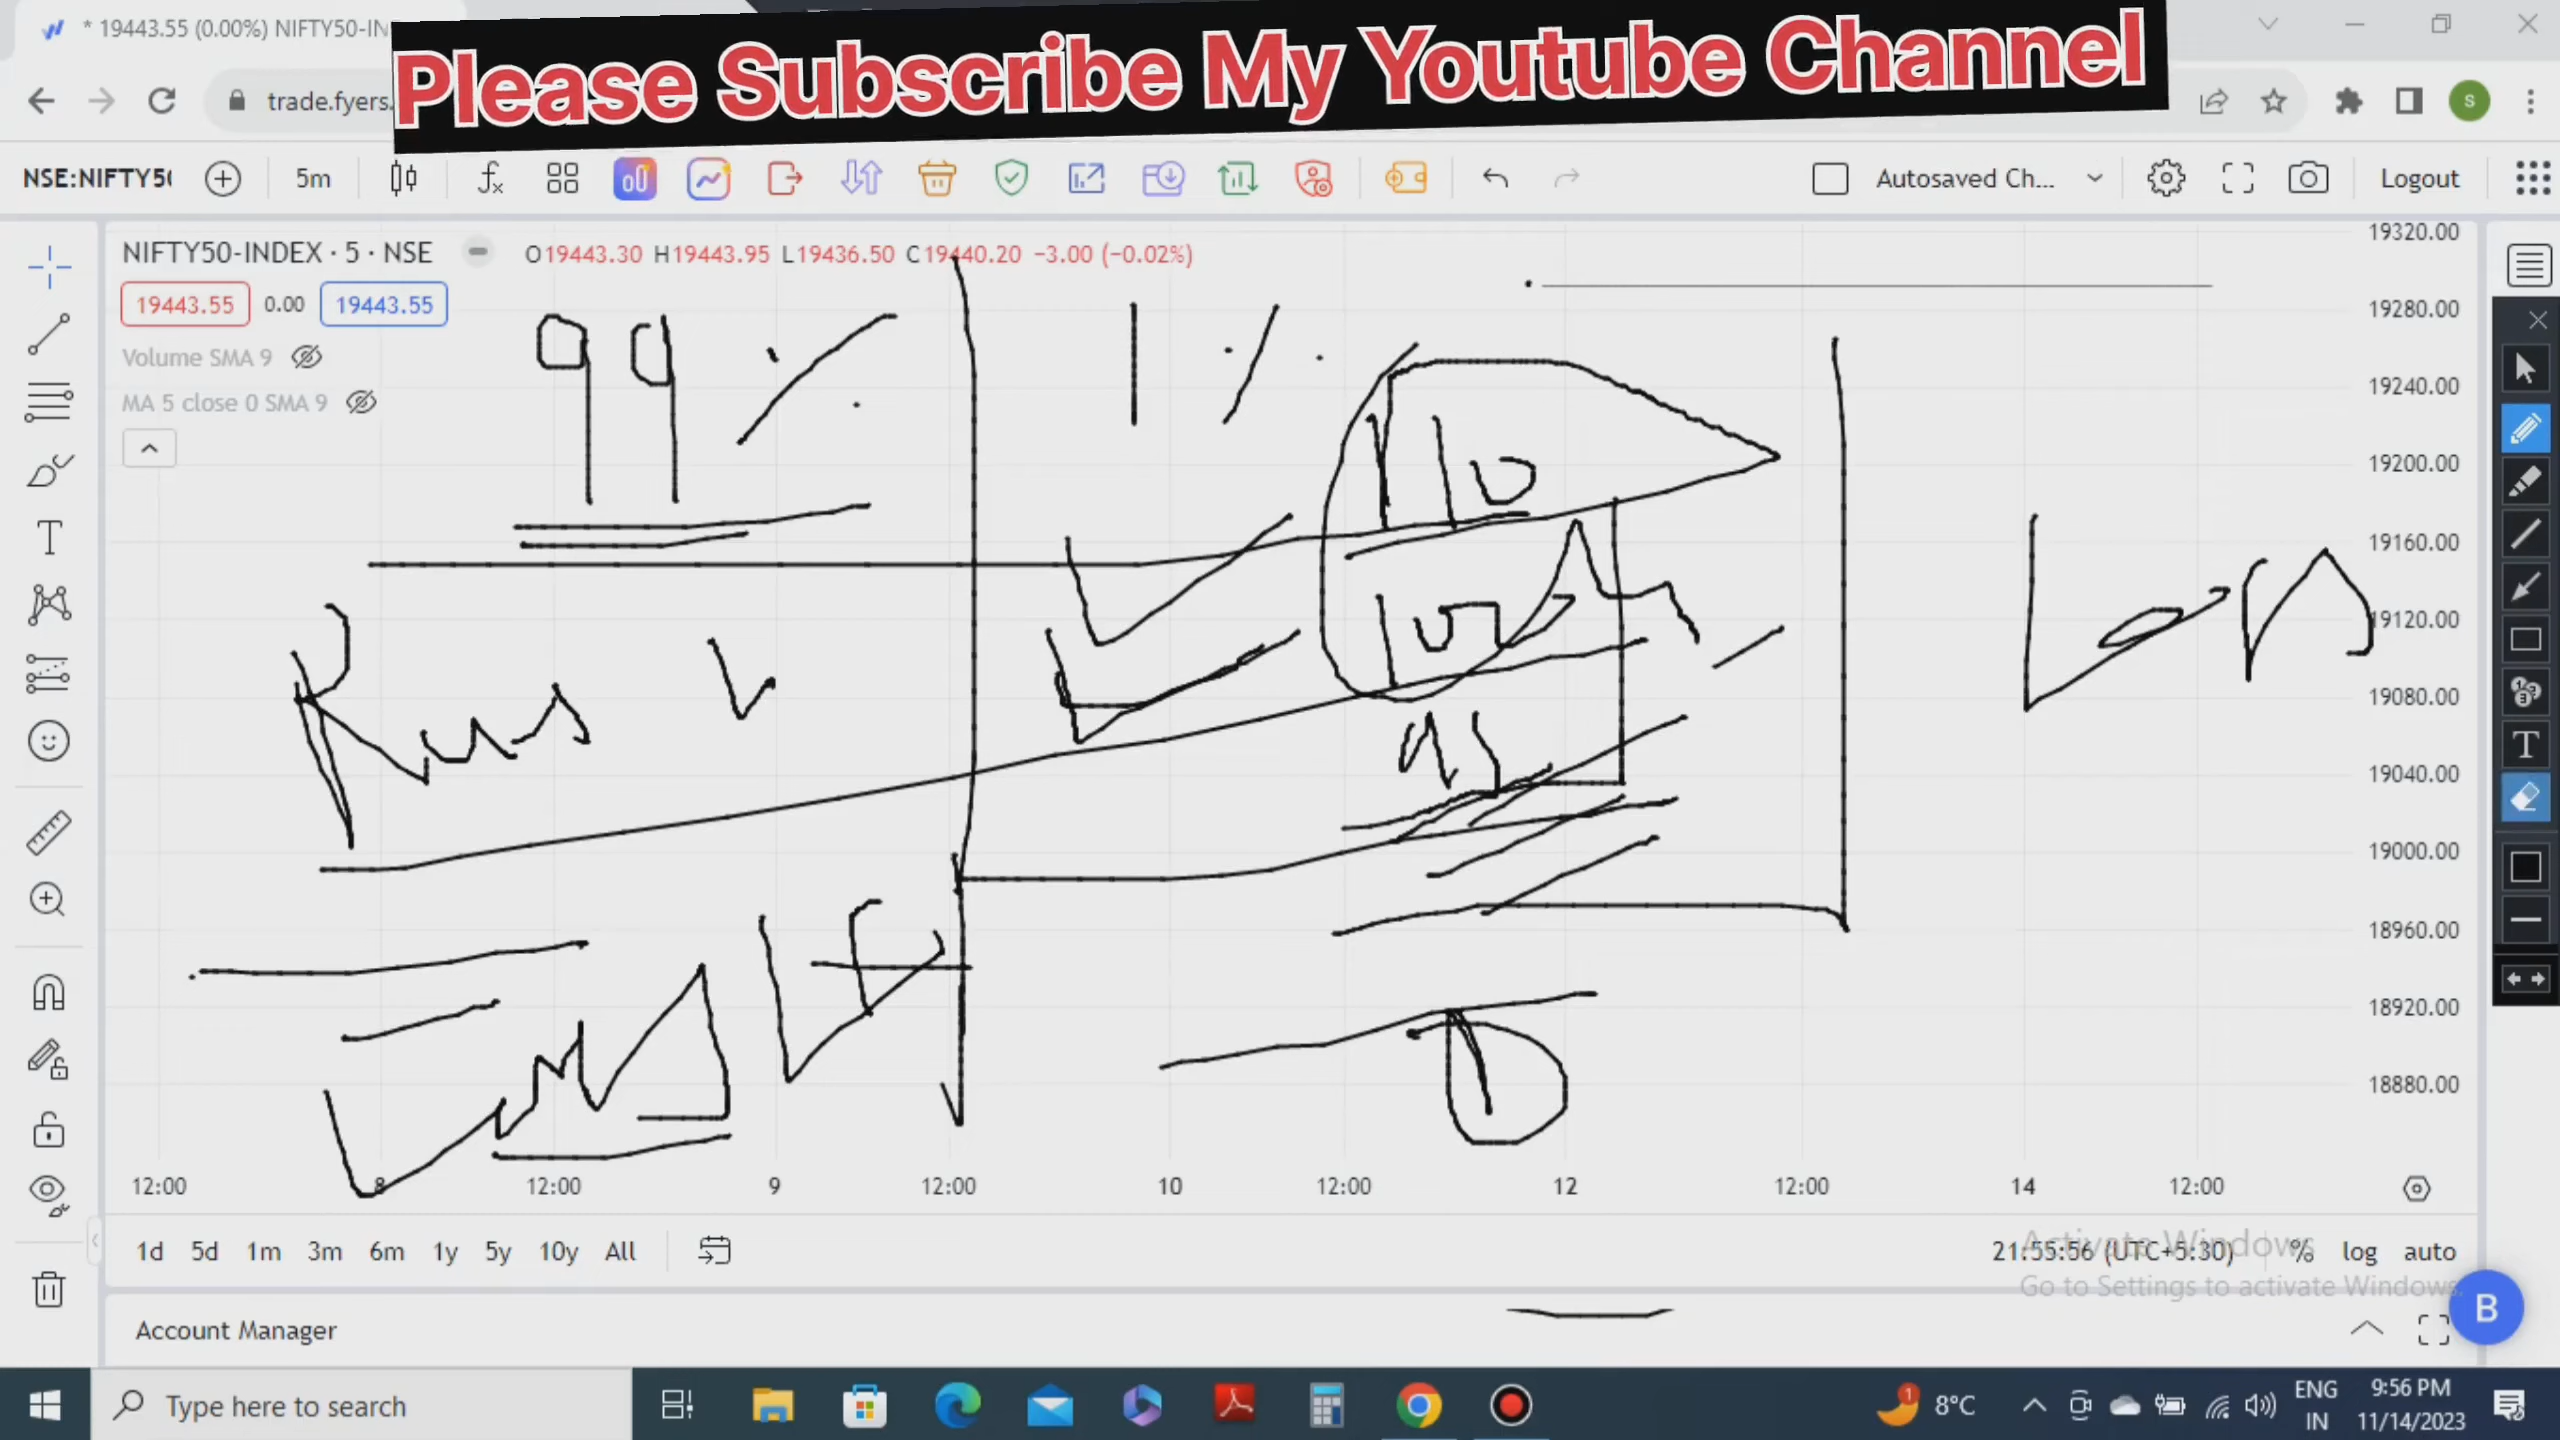 * 19443.55 (0.00%) NIFTY50-IN
Please Subscribe My Youtube Channel
trade.fyers.
S
NSE:NIFTY50
5m
Autosaved Ch...
Logout
NIFTY50-INDEX · 5 · NSE
O19443.30 H19443.95 L19436.50 C19440.20 −3.00 (−0.02%)
19443.55 0.00 19443.55
Volume SMA 9
MA 5 close 0 SMA 9
99 %
1 %
110
19320.00
19280.00
19240.00
19200.00
19160.00
19120.00
19080.00
19040.00
19000.00
18960.00
18920.00
18880.00
12:00 8 12:00 9 12:00 10 12:00 12 12:00 14 12:00
1d 5d 1m 3m 6m 1y 5y 10y All
21:55:56 (UTC+5:30) % log auto
Activate Windows
Go to Settings to activate Windows.
B
Account Manager
Type here to search
1
8°C
ENG
IN
9:56 PM
11/14/2023